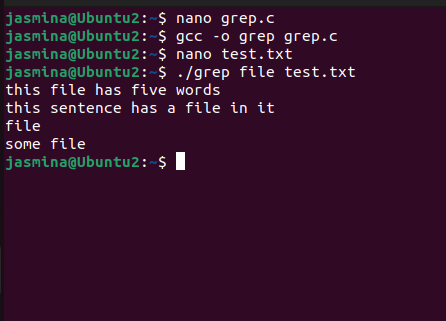 jasmina@Ubuntu2:~$ nano grep.c
jasmina@Ubuntu2:~$ gcc -o grep grep.c
jasmina@Ubuntu2:~$ nano test.txt
jasmina@Ubuntu2:~$ ./grep file test.txt
this file has five words
this sentence has a file in it
file
some file
jasmina@Ubuntu2:~$